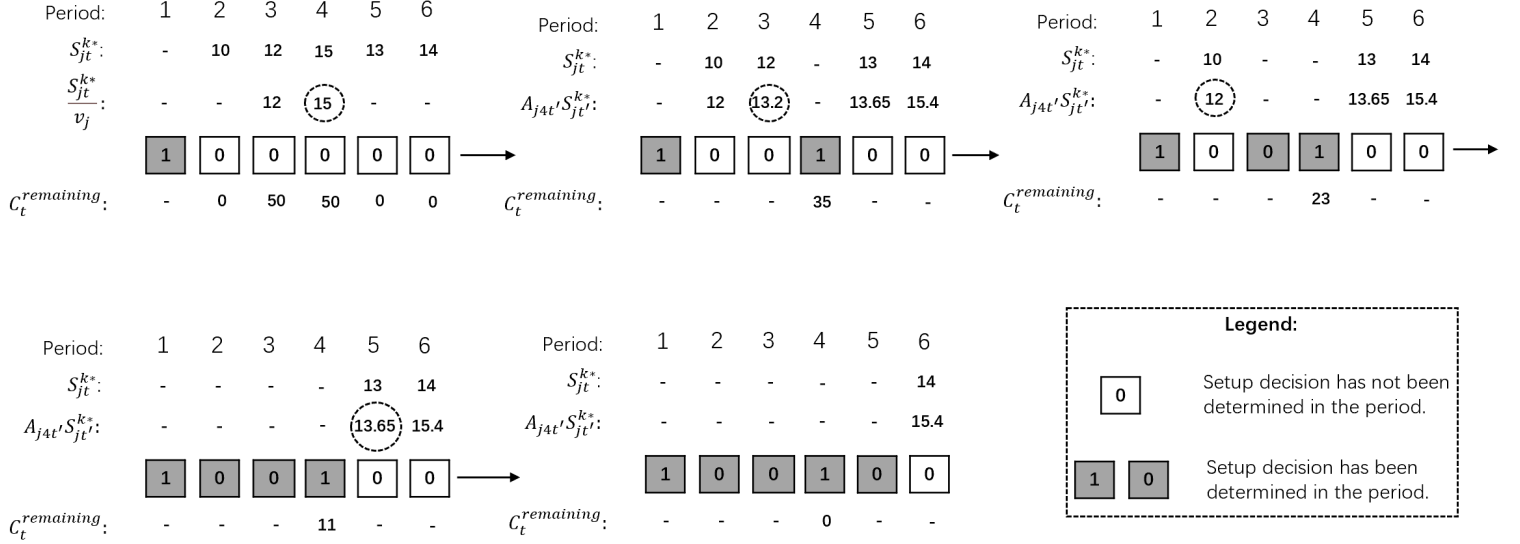 Period: 1 2 3 4 5 6
S_{jt}^{k*}: - 10 12 15 13 14
S_{jt}^{k*}/v_j: - - 12 15 - -
1 0 0 0 0 0
C_t^{remaining}: - 0 50 50 0 0
Period: 1 2 3 4 5 6
S_{jt}^{k*}: - 10 12 - 13 14
A_{j4t'}S_{jt'}^{k*}: - 12 13.2 - 13.65 15.4
1 0 0 1 0 0
C_t^{remaining}: - - - 35 - -
Period: 1 2 3 4 5 6
S_{jt}^{k*}: - 10 - - 13 14
A_{j4t'}S_{jt'}^{k*}: - 12 - - 13.65 15.4
1 0 0 1 0 0
C_t^{remaining}: - - - 23 - -
Period: 1 2 3 4 5 6
S_{jt}^{k*}: - - - - 13 14
A_{j4t'}S_{jt'}^{k*}: - - - - 13.65 15.4
1 0 0 1 0 0
C_t^{remaining}: - - - 11 - -
Period: 1 2 3 4 5 6
S_{jt}^{k*}: - - - - - 14
A_{j4t'}S_{jt'}^{k*}: - - - - - 15.4
1 0 0 1 0 0
C_t^{remaining}: - - - 0 - -
Legend:
0 Setup decision has not been
determined in the period.
1 0 Setup decision has been
determined in the period.